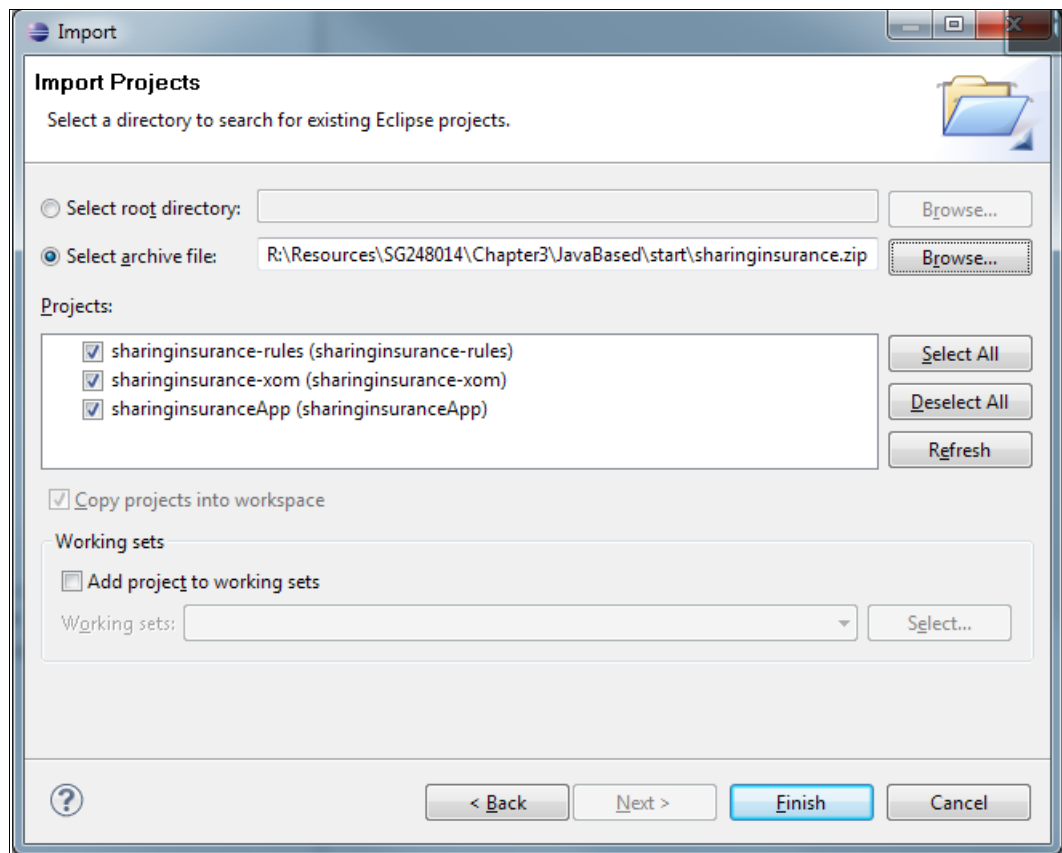 Import
Import Projects
Select a directory to search for existing Eclipse projects.
Select root directory:
Browse...
Select archive file:
R:\Resources\SG248014\Chapter3\JavaBased\start\sharinginsurance.zip
Browse...
Projects:
sharinginsurance-rules (sharinginsurance-rules)
Select All
sharinginsurance-xom (sharinginsurance-xom)
sharinginsuranceApp (sharinginsuranceApp)
Deselect All
Refresh
Copy projects into workspace
Working sets
Add project to working sets
Working sets:
Select...
?
< Back
Next >
Finish
Cancel